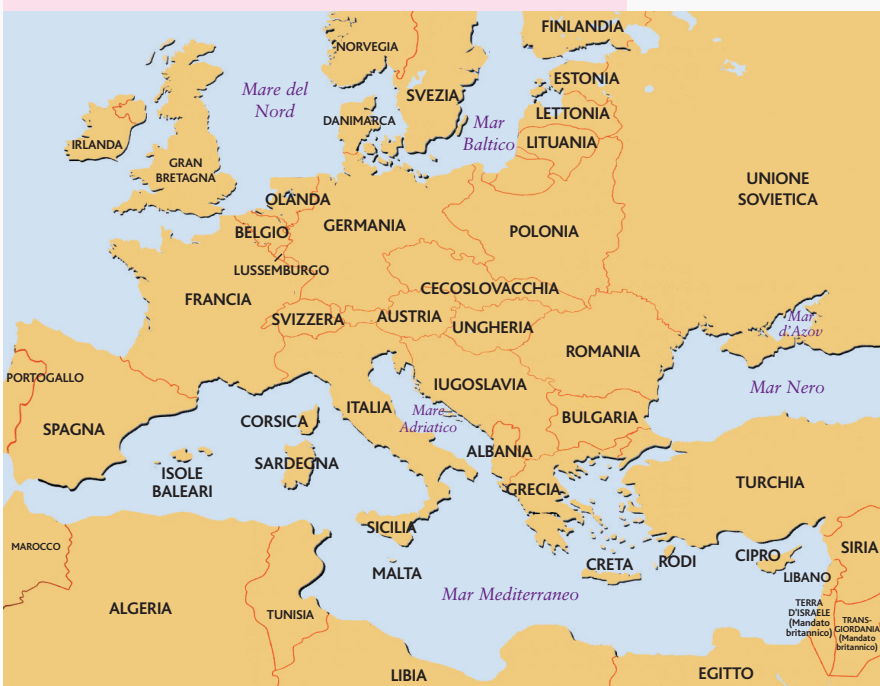 FINLANDIA
NORVEGIA
SVEZIA
ESTONIA
Mare del
Nord
DANIMARCA
LETTONIA
Mar
Baltico
LITUANIA
IRLANDA
GRAN
BRETAGNA
UNIONE
SOVIETICA
OLANDA
GERMANIA
BELGIO
POLONIA
LUSSEMBURGO
CECOSLOVACCHIA
FRANCIA
SVIZZERA
AUSTRIA
UNGHERIA
Mar
d'Azov
ROMANIA
PORTOGALLO
IUGOSLAVIA
Mar Nero
ITALIA
CORSICA
Mare
Adriatico
BULGARIA
SPAGNA
ALBANIA
SARDEGNA
ISOLE
BALEARI
GRECIA
TURCHIA
SICILIA
MAROCCO
SIRIA
CIPRO
CRETA
RODI
MALTA
LIBANO
Mar Mediterraneo
ALGERIA
TUNISIA
TERRA
D'ISRAELE
(Mandato
britannico)
TRANS-
GIORDANIA
(Mandato
britannico)
LIBIA
EGITTO